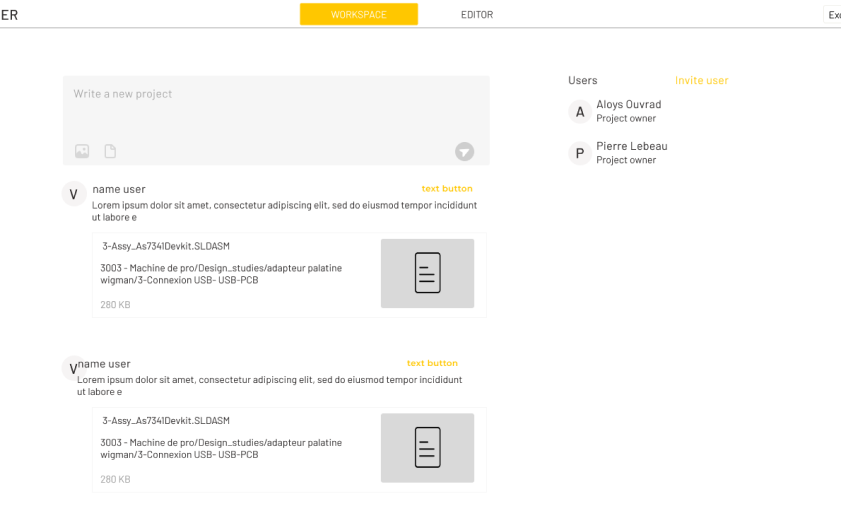 ER
WORKSPACE
EDITOR
Exc
Write a new project
Users
Invite user
A
Aloys Ouvrad
Project owner
P
Pierre Lebeau
Project owner
V
name user
text button
Lorem ipsum dolor sit amet, consectetur adipiscing elit, sed do eiusmod tempor incididunt
ut labore e
3-Assy_As7341Devkit.SLDASM
3003 - Machine de pro/Design_studies/adapteur palatine
wigman/3-Connexion USB- USB-PCB
280 KB
V
name user
text button
Lorem ipsum dolor sit amet, consectetur adipiscing elit, sed do eiusmod tempor incididunt
ut labore e
3-Assy_As7341Devkit.SLDASM
3003 - Machine de pro/Design_studies/adapteur palatine
wigman/3-Connexion USB- USB-PCB
280 KB